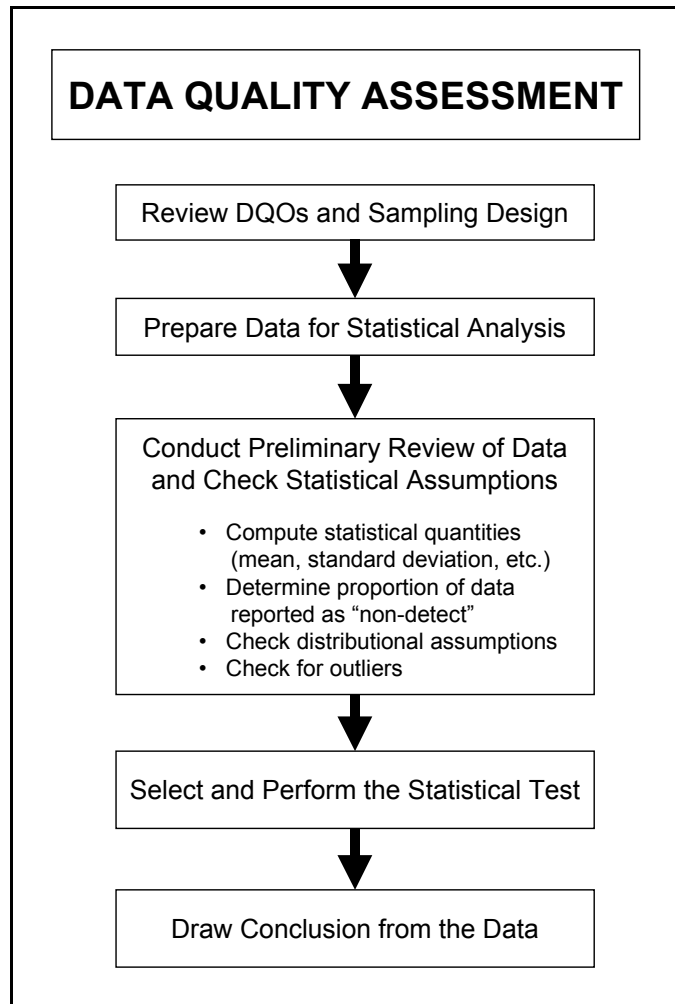 DATA QUALITY ASSESSMENT
Review DQOs and Sampling Design
Prepare Data for Statistical Analysis
Conduct Preliminary Review of Data
and Check Statistical Assumptions
• Compute statistical quantities
(mean, standard deviation, etc.)
• Determine proportion of data
reported as “non-detect”
• Check distributional assumptions
• Check for outliers
Select and Perform the Statistical Test
Draw Conclusion from the Data